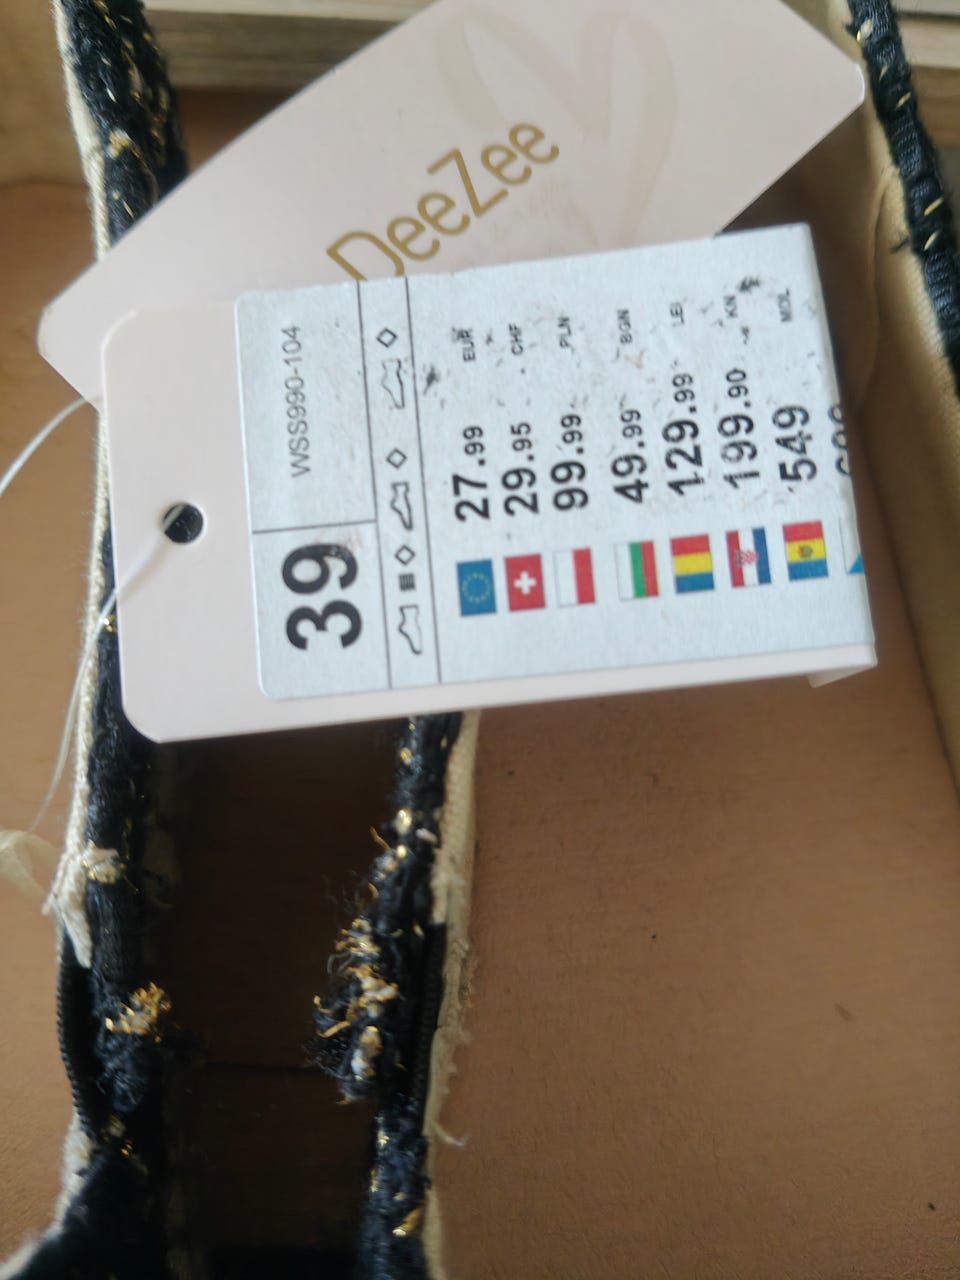 DeeZee
39 WSS990-104
27.99 EUR
29.95 CHF
99.99 PLN
49.99 BGN
129.99 LEI
199.90 KN
549 MDL